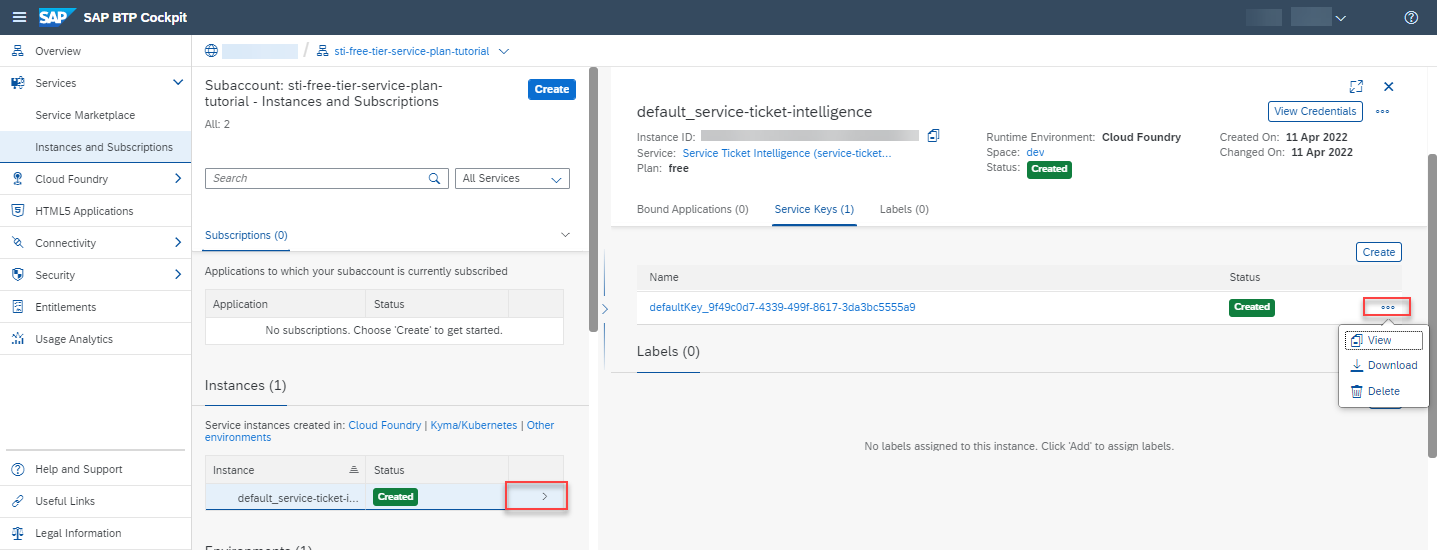 SAP SAP BTP Cockpit
Overview
Services
Service Marketplace
Instances and Subscriptions
Cloud Foundry
HTML5 Applications
Connectivity
Security
Entitlements
Usage Analytics
Help and Support
Useful Links
Legal Information
/ sti-free-tier-service-plan-tutorial
Subaccount: sti-free-tier-service-plan-
tutorial - Instances and Subscriptions
Create
All: 2
Search
All Services
Subscriptions (0)
Applications to which your subaccount is currently subscribed
Application Status
No subscriptions. Choose 'Create' to get started.
Instances (1)
Service instances created in: Cloud Foundry | Kyma/Kubernetes | Other
environments
Instance Status
default_service-ticket-i... Created
Environments (1)
default_service-ticket-intelligence
View Credentials
Instance ID:
Service: Service Ticket Intelligence (service-ticket...
Plan: free
Runtime Environment: Cloud Foundry
Space: dev
Status: Created
Created On: 11 Apr 2022
Changed On: 11 Apr 2022
Bound Applications (0) Service Keys (1) Labels (0)
Create
Name Status
defaultKey_9f49c0d7-4339-499f-8617-3da3bc5555a9 Created
View
Download
Delete
Labels (0)
No labels assigned to this instance. Click 'Add' to assign labels.